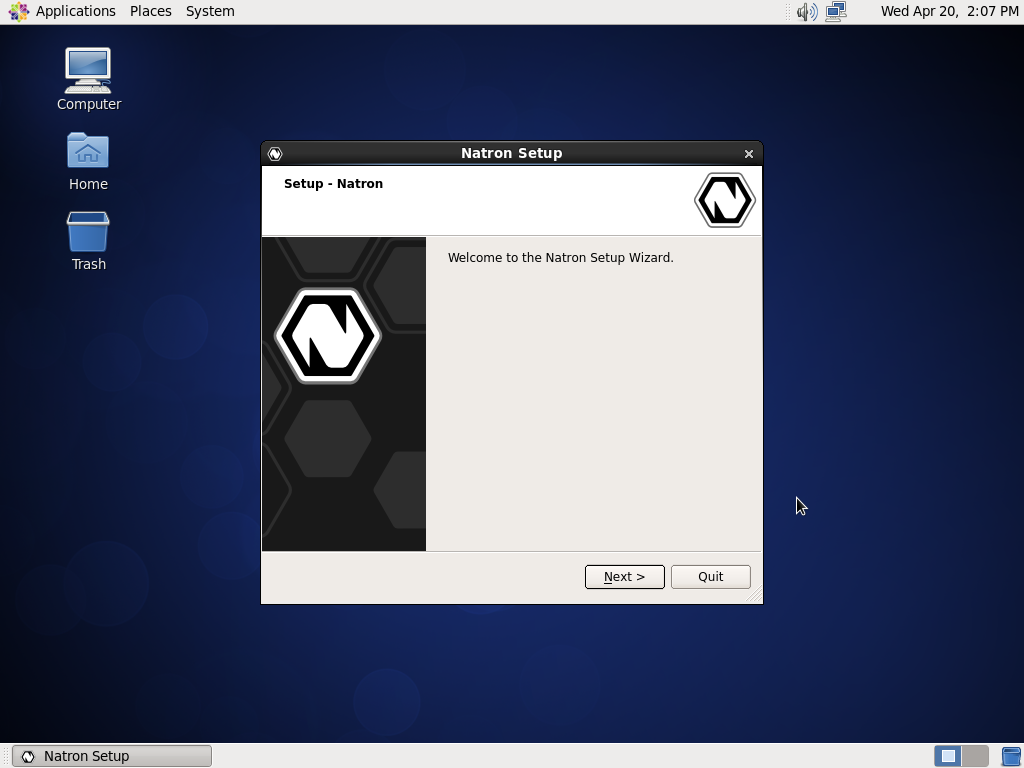 Applications Places System
Wed Apr 20, 2:07 PM
Computer
Home
Trash
Natron Setup
Setup - Natron
Welcome to the Natron Setup Wizard.
Next >
Quit
Natron Setup